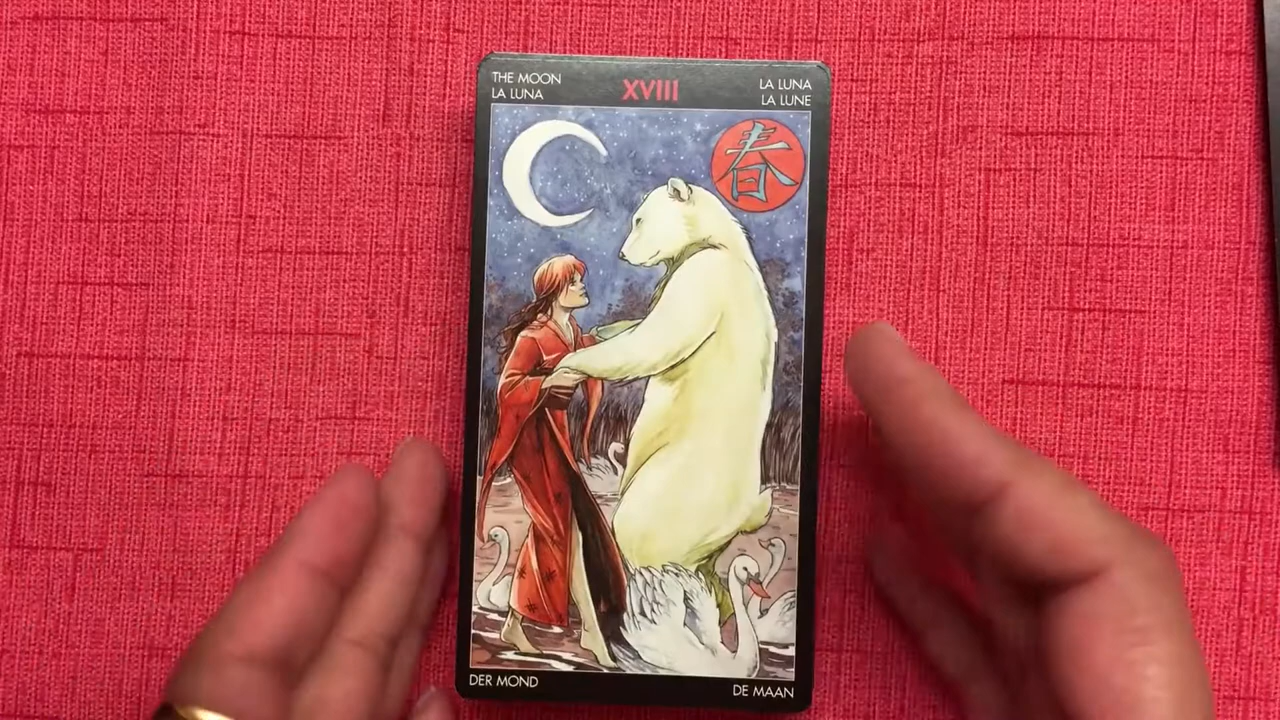 THE MOON
LA LUNA
XVIII
LA LUNA
LA LUNE
春
DER MOND
DE MAAN